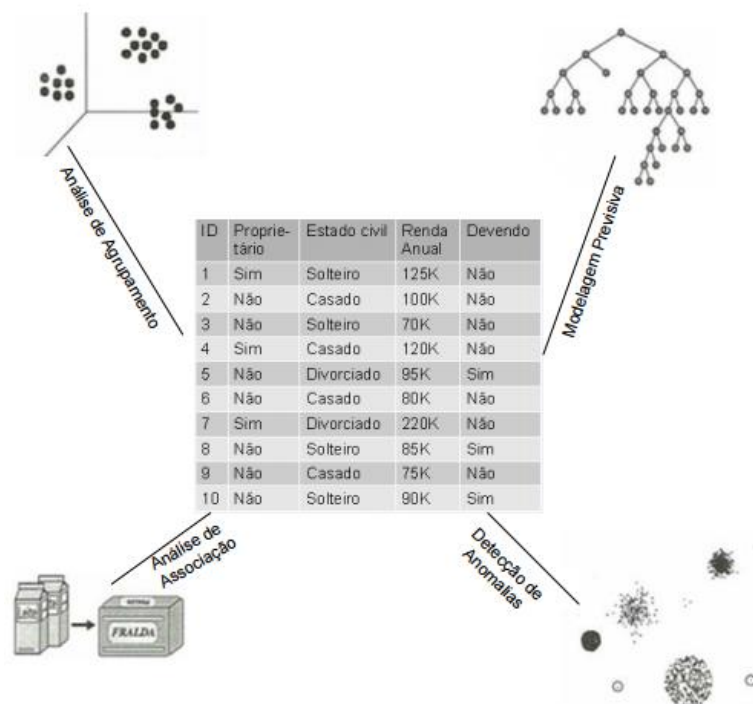 Análise de Agrupamento
Modelagem Previsiva
ID Proprie- Estado civil Renda Devendo
tário Anual
1 Sim Solteiro 125K Não
2 Não Casado 100K Não
3 Não Solteiro 70K Não
4 Sim Casado 120K Não
5 Não Divorciado 95K Sim
6 Não Casado 80K Não
7 Sim Divorciado 220K Não
8 Não Solteiro 85K Sim
9 Não Casado 75K Não
10 Não Solteiro 90K Sim
Análise de
Associação
Detecção de
Anomalias
Leite
FRALDA